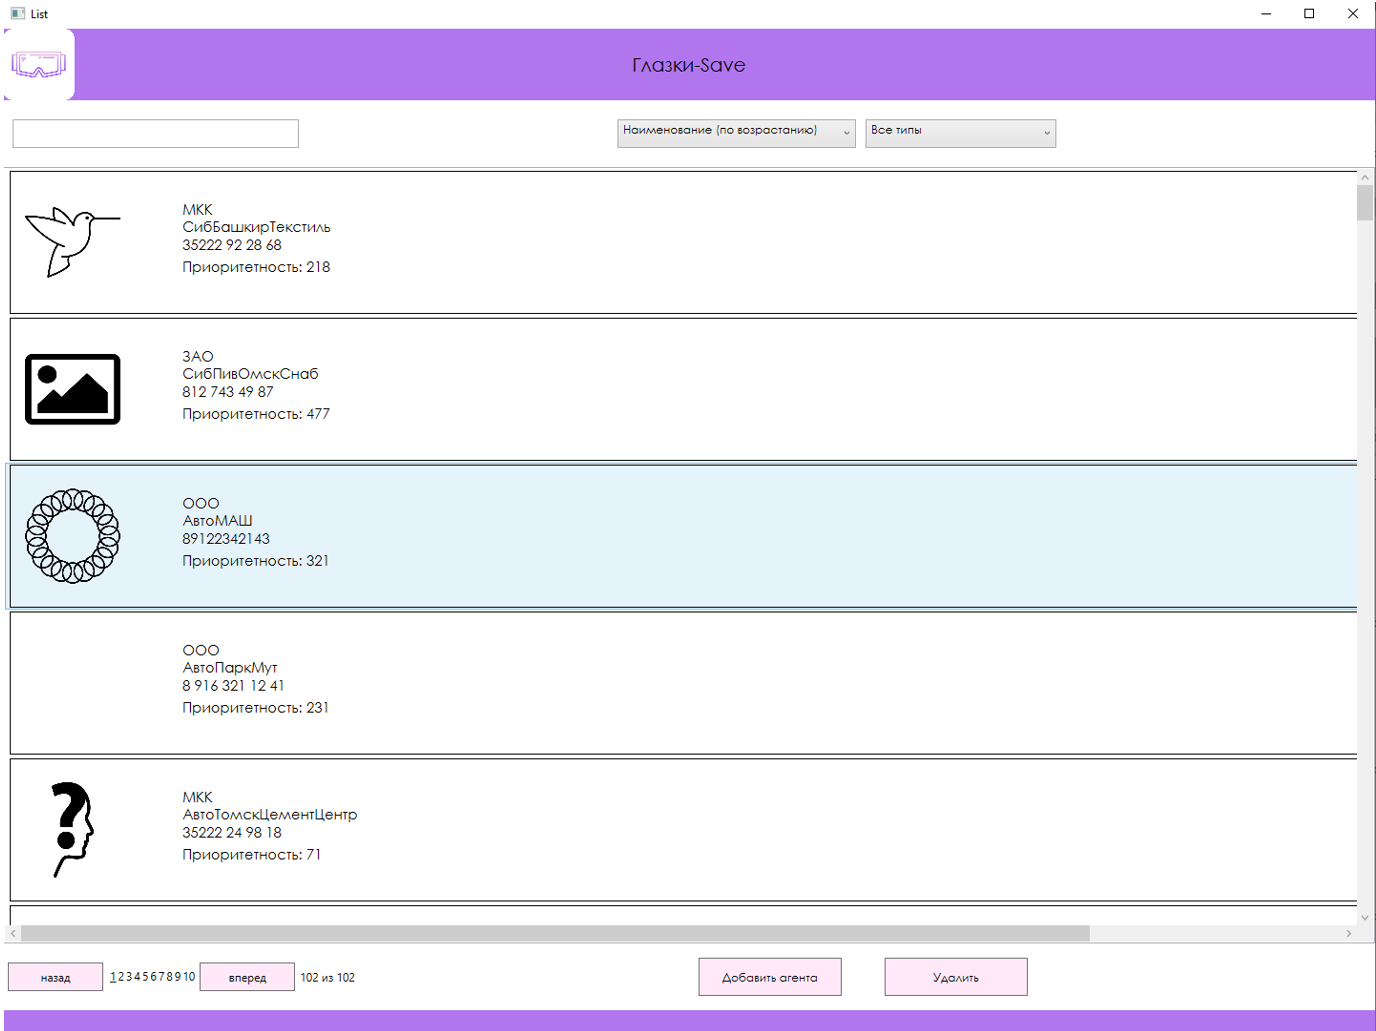 List
Глазки-Save
Наименование (по возрастанию)
Все типы
МКК
СибБашкирТекстиль
35222 92 28 68
Приоритетность: 218
ЗАО
СибПивОмскСнаб
812 743 49 87
Приоритетность: 477
ООО
АвтоМАШ
89122342143
Приоритетность: 321
ООО
АвтоПаркМут
8 916 321 12 41
Приоритетность: 231
МКК
АвтоТомскЦементЦентр
35222 24 98 18
Приоритетность: 71
назад
1 2 3 4 5 6 7 8 9 10
вперед
102 из 102
Добавить агента
Удалить